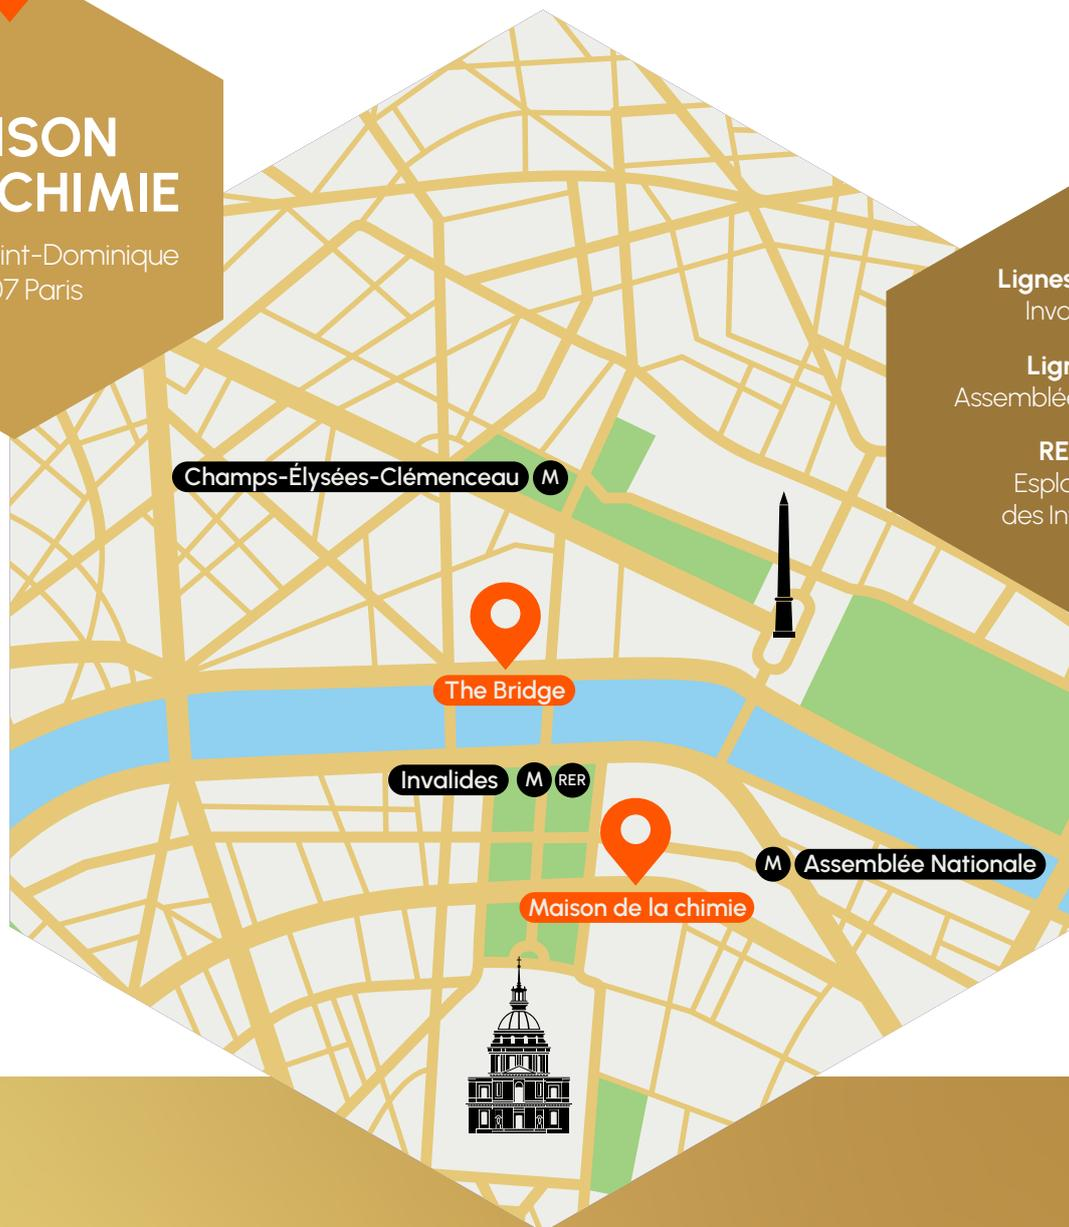 ISON
CHIMIE
int-Dominique
07 Paris
Lignes
Inva
Lign
Assemblée
RE
Espla
des In
Champs-Élysées-Clémenceau M
The Bridge
Invalides M RER
M Assemblée Nationale
Maison de la chimie